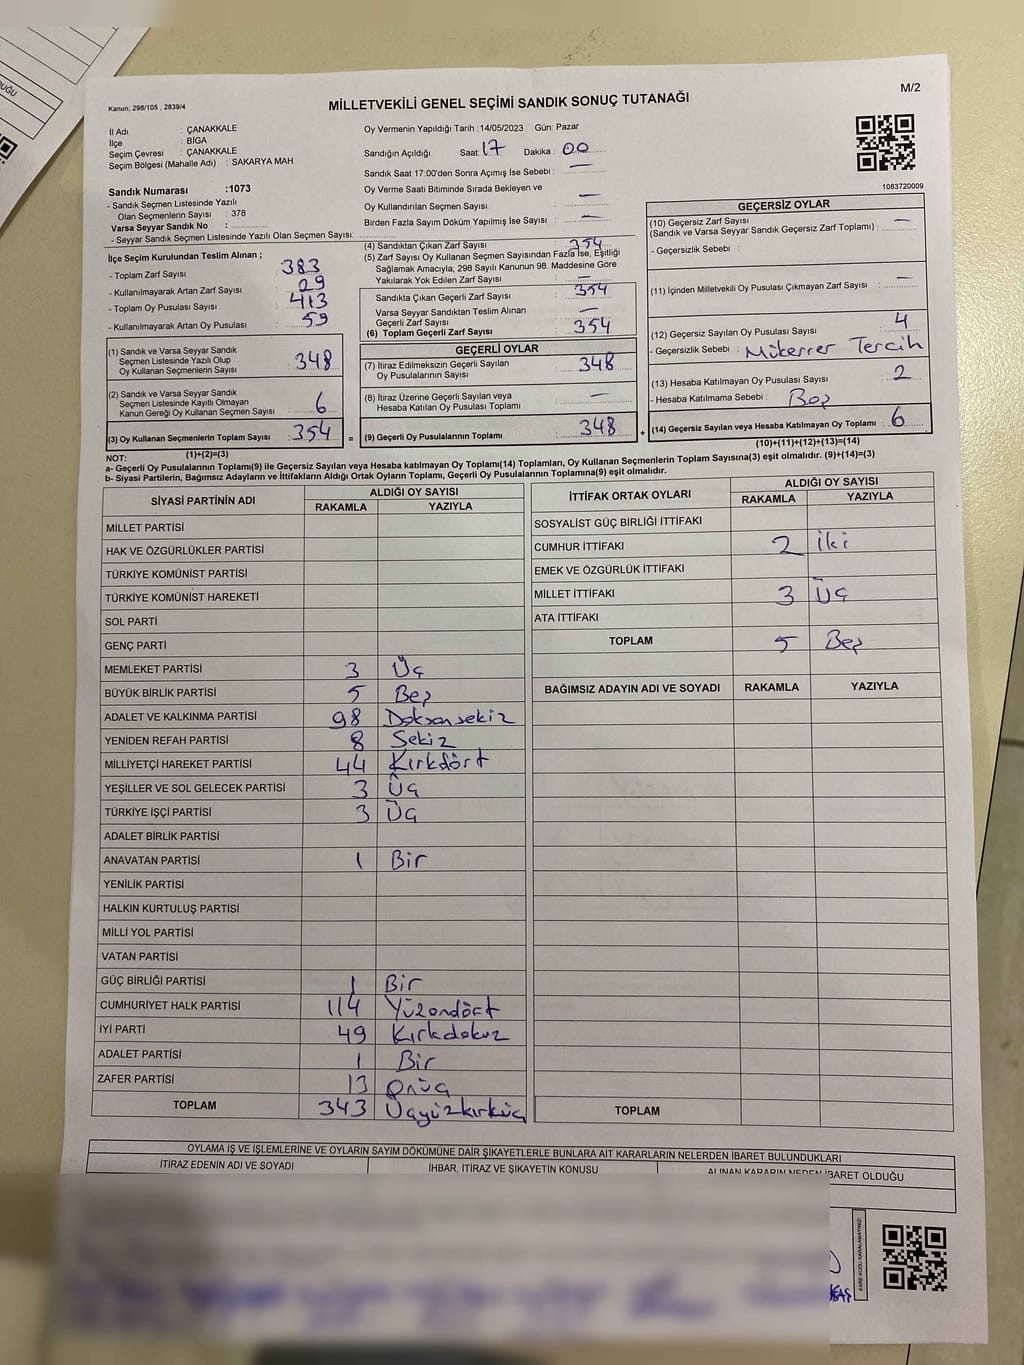 M/2
Kanun; 298/105 , 2839/4
MİLLETVEKİLİ GENEL SEÇİMİ SANDIK SONUÇ TUTANAĞI
İl Adı : ÇANAKKALE
İlçe : BİGA
Seçim Çevresi : ÇANAKKALE
Seçim Bölgesi (Mahalle Adı) : SAKARYA MAH.
Sandık Numarası :1073
- Sandık Seçmen Listesinde Yazılı
Olan Seçmenlerin Sayısı : 378
Varsa Seyyar Sandık No :
- Seyyar Sandık Seçmen Listesinde Yazılı Olan Seçmen Sayısı:
Oy Vermenin Yapıldığı Tarih :14/05/2023 Gün: Pazar
Sandığın Açıldığı Saat: 17 Dakika : 00
Sandık Saat 17:00'den Sonra Açımış İse Sebebi : —
Oy Verme Saati Bitiminde Sırada Bekleyen ve
Oy Kullandırılan Seçmen Sayısı : —
Birden Fazla Sayım Döküm Yapılmış İse Sayısı : —
1083720009
İlçe Seçim Kurulundan Teslim Alınan ;
- Toplam Zarf Sayısı : 383
- Kullanılmayarak Artan Zarf Sayısı : 29
- Toplam Oy Pusulası Sayısı : 413
- Kullanılmayarak Artan Oy Pusulası : 59
(1) Sandık ve Varsa Seyyar Sandık
Seçmen Listesinde Yazılı Olup
Oy Kullanan Seçmenlerin Sayısı : 348
(2) Sandık ve Varsa Seyyar Sandık
Seçmen Listesinde Kayıtlı Olmayan
Kanun Gereği Oy Kullanan Seçmen Sayısı : 6
(3) Oy Kullanan Seçmenlerin Toplam Sayısı : 354 =
(1)+(2)=(3)
(4) Sandıktan Çıkan Zarf Sayısı : 354
(5) Zarf Sayısı Oy Kullanan Seçmen Sayısından Fazla İse, Eşitliği
Sağlamak Amacıyla, 298 Sayılı Kanunun 98. Maddesine Göre
Yakılarak Yok Edilen Zarf Sayısı : —
Sandıkta Çıkan Geçerli Zarf Sayısı : 354
Varsa Seyyar Sandıktan Teslim Alınan
Geçerli Zarf Sayısı : —
(6) Toplam Geçerli Zarf Sayısı : 354
GEÇERLİ OYLAR
(7) İtiraz Edilmeksizin Geçerli Sayılan
Oy Pusulalarının Sayısı : 348
(8) İtiraz Üzerine Geçerli Sayılan veya
Hesaba Katılan Oy Pusulası Toplamı : —
(9) Geçerli Oy Pusulalarının Toplamı : 348 +
GEÇERSİZ OYLAR
(10) Geçersiz Zarf Sayısı
(Sandık ve Varsa Seyyar Sandık Geçersiz Zarf Toplamı) : —
- Geçersizlik Sebebi :
(11) İçinden Milletvekili Oy Pusulası Çıkmayan Zarf Sayısı : —
(12) Geçersiz Sayılan Oy Pusulası Sayısı : 4
- Geçersizlik Sebebi : Mükerrer Tercih
(13) Hesaba Katılmayan Oy Pusulası Sayısı : 2
- Hesaba Katılmama Sebebi : Boş
(14) Geçersiz Sayılan veya Hesaba Katılmayan Oy Toplamı : 6
(10)+(11)+(12)+(13)=(14)
NOT:
a- Geçerli Oy Pusulalarının Toplamı(9) ile Geçersiz Sayılan veya Hesaba katılmayan Oy Toplamı(14) Toplamları, Oy Kullanan Seçmenlerin Toplam Sayısına(3) eşit olmalıdır. (9)+(14)=(3)
b- Siyasi Partilerin, Bağımsız Adayların ve İttifakların Aldığı Ortak Oyların Toplamı, Geçerli Oy Pusulalarının Toplamına(9) eşit olmalıdır.
SİYASİ PARTİNİN ADI ALDIĞI OY SAYISI
RAKAMLA YAZIYLA
MİLLET PARTİSİ
HAK VE ÖZGÜRLÜKLER PARTİSİ
TÜRKİYE KOMÜNİST PARTİSİ
TÜRKİYE KOMÜNİST HAREKETİ
SOL PARTİ
GENÇ PARTİ
MEMLEKET PARTİSİ 3 Üç
BÜYÜK BİRLİK PARTİSİ 5 Beş
ADALET VE KALKINMA PARTİSİ 98 Doksansekiz
YENİDEN REFAH PARTİSİ 8 Sekiz
MİLLİYETÇİ HAREKET PARTİSİ 44 Kırkdört
YEŞİLLER VE SOL GELECEK PARTİSİ 3 Üç
TÜRKİYE İŞÇİ PARTİSİ 3 Üç
ADALET BİRLİK PARTİSİ
ANAVATAN PARTİSİ 1 Bir
YENİLİK PARTİSİ
HALKIN KURTULUŞ PARTİSİ
MİLLİ YOL PARTİSİ
VATAN PARTİSİ
GÜÇ BİRLİĞİ PARTİSİ 1 Bir
CUMHURİYET HALK PARTİSİ 114 Yüzondört
İYİ PARTİ 49 Kırkdokuz
ADALET PARTİSİ 1 Bir
ZAFER PARTİSİ 13 Onüç
TOPLAM 343 Üçyüzkırküç
İTTİFAK ORTAK OYLARI ALDIĞI OY SAYISI
RAKAMLA YAZIYLA
SOSYALİST GÜÇ BİRLİĞİ İTTİFAKI
CUMHUR İTTİFAKI 2 İki
EMEK VE ÖZGÜRLÜK İTTİFAKI
MİLLET İTTİFAKI 3 Üç
ATA İTTİFAKI
TOPLAM 5 Beş
BAĞIMSIZ ADAYIN ADI VE SOYADI RAKAMLA YAZIYLA
TOPLAM
OYLAMA İŞ VE İŞLEMLERİNE VE OYLARIN SAYIM DÖKÜMÜNE DAİR ŞİKAYETLERLE BUNLARA AİT KARARLARIN NELERDEN İBARET BULUNDUKLARI
İTİRAZ EDENİN ADI VE SOYADI İHBAR, İTİRAZ VE ŞİKAYETİN KONUSU ALINAN KARARIN NEDEN İBARET OLDUĞU
KARE KODU KARALAMAYINIZ!